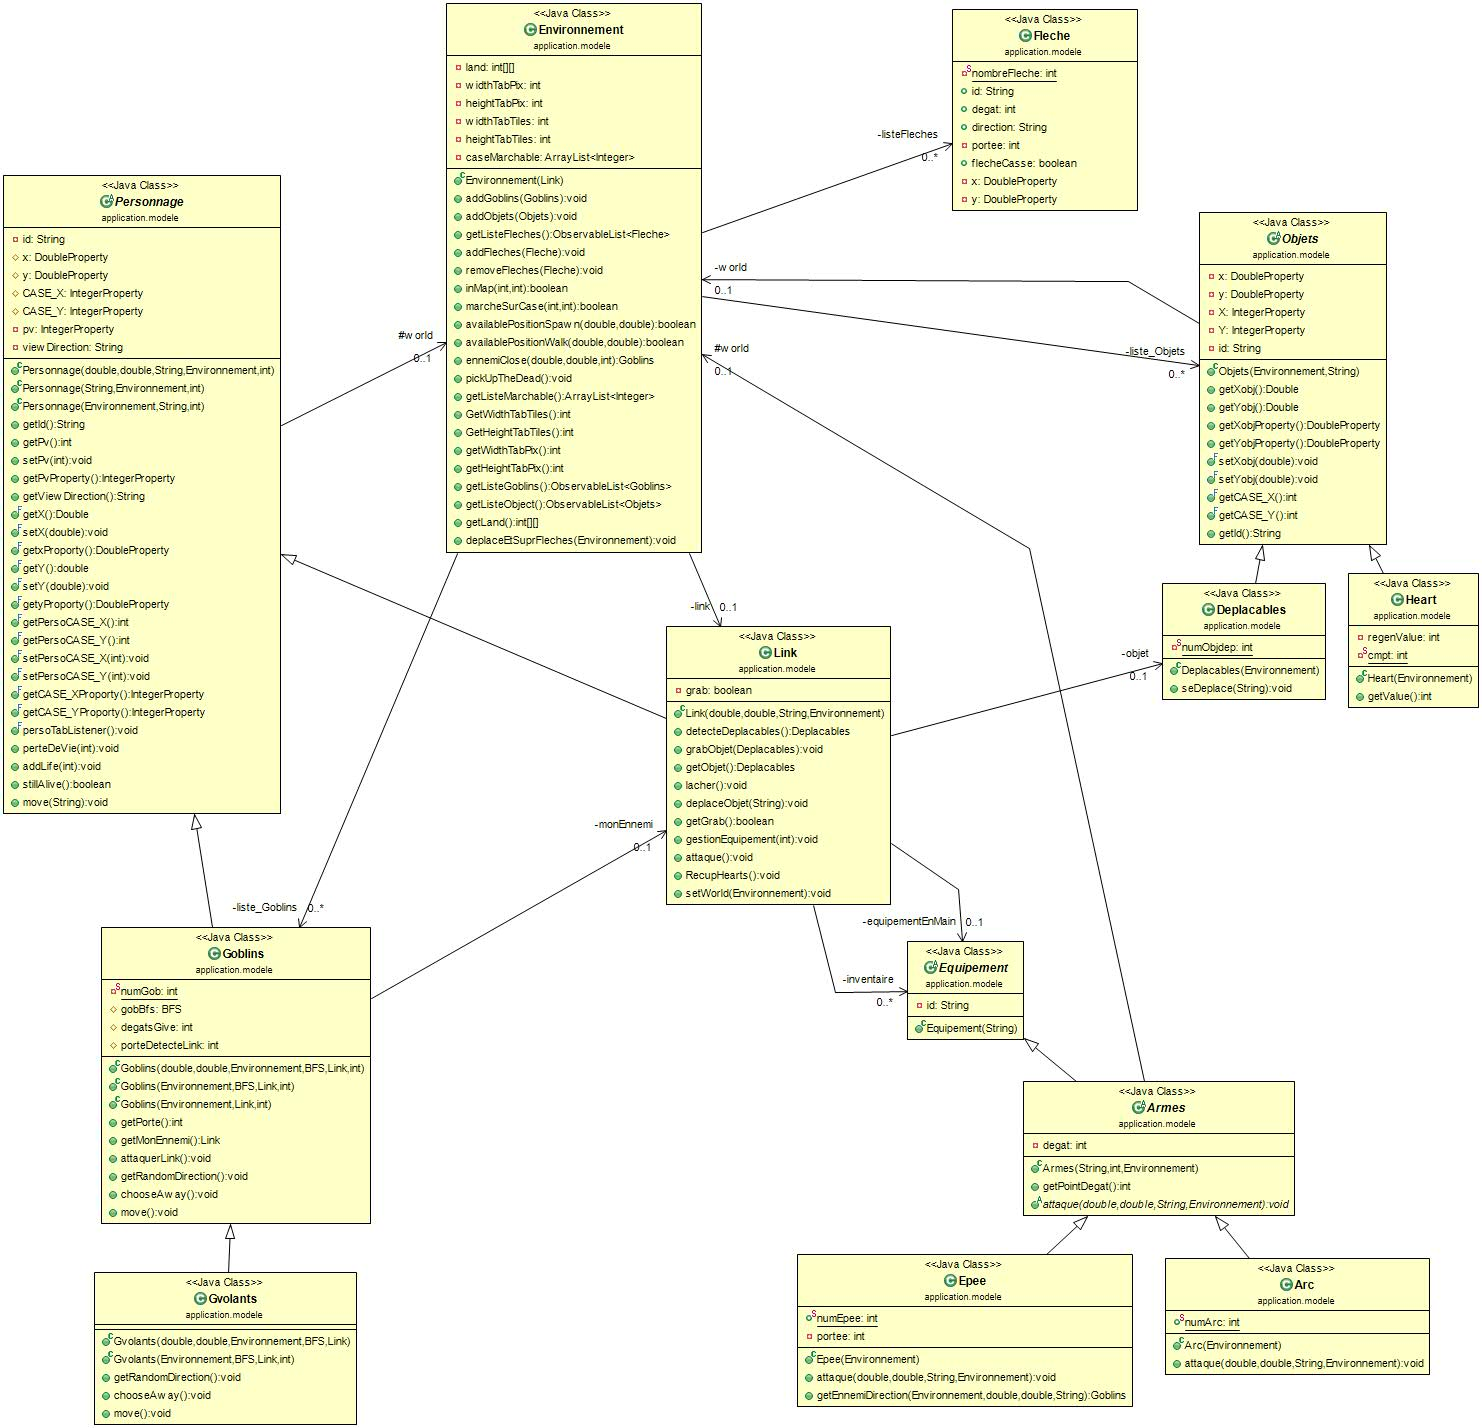 <<Java Class>>
Environnement
application.modele
land: int[][]
widthTabPix: int
heightTabPix: int
widthTabTiles: int
heightTabTiles: int
caseMarchable: ArrayList<Integer>
Environnement(Link)
addGoblins(Goblins):void
addObjets(Objets):void
getListeFleches():ObservableList<Fleche>
addFleches(Fleche):void
removeFleches(Fleche):void
inMap(int,int):boolean
marcheSurCase(int,int):boolean
availablePositionSpawn(double,double):boolean
availablePositionWalk(double,double):boolean
ennemiClose(double,double,int):Goblins
pickUpTheDead():void
getListeMarchable():ArrayList<Integer>
GetWidthTabTiles():int
GetHeightTabTiles():int
getWidthTabPix():int
getHeightTabPix():int
getListeGoblins():ObservableList<Goblins>
getListeObject():ObservableList<Objets>
getLand():int[][]
deplaceEtSuprFleches(Environnement):void
<<Java Class>>
Fleche
application.modele
nombreFleche: int
id: String
degat: int
direction: String
portee: int
flecheCasse: boolean
x: DoubleProperty
y: DoubleProperty
-listeFleches
0..*
<<Java Class>>
Personnage
application.modele
id: String
x: DoubleProperty
y: DoubleProperty
CASE_X: IntegerProperty
CASE_Y: IntegerProperty
pv: IntegerProperty
viewDirection: String
Personnage(double,double,String,Environnement,int)
Personnage(String,Environnement,int)
Personnage(Environnement,String,int)
getId():String
getPv():int
setPv(int):void
getPvProperty():IntegerProperty
getViewDirection():String
getX():Double
setX(double):void
getxProporty():DoubleProperty
getY():double
setY(double):void
getyProporty():DoubleProperty
getPersoCASE_X():int
getPersoCASE_Y():int
setPersoCASE_X(int):void
setPersoCASE_Y(int):void
getCASE_XProporty():IntegerProperty
getCASE_YProporty():IntegerProperty
persoTabListener():void
perteDeVie(int):void
addLife(int):void
stillAlive():boolean
move(String):void
#world
0..1
<<Java Class>>
Objets
application.modele
x: DoubleProperty
y: DoubleProperty
X: IntegerProperty
Y: IntegerProperty
id: String
Objets(Environnement,String)
getXobj():Double
getYobj():Double
getXobjProperty():DoubleProperty
getYobjProperty():DoubleProperty
setXobj(double):void
setYobj(double):void
getCASE_X():int
getCASE_Y():int
getId():String
-world
0..1
-liste_Objets
0..*
#world
0..1
<<Java Class>>
Deplacables
application.modele
numObjdep: int
Deplacables(Environnement)
seDeplace(String):void
<<Java Class>>
Heart
application.modele
regenValue: int
cmpt: int
Heart(Environnement)
getValue():int
-link
0..1
<<Java Class>>
Link
application.modele
grab: boolean
Link(double,double,String,Environnement)
detecteDeplacables():Deplacables
grabObjet(Deplacables):void
getObjet():Deplacables
lacher():void
deplaceObjet(String):void
getGrab():boolean
gestionEquipement(int):void
attaque():void
RecupHearts():void
setWorld(Environnement):void
-objet
0..1
-monEnnemi
0..1
-liste_Goblins
0..*
<<Java Class>>
Goblins
application.modele
numGob: int
gobBfs: BFS
degatsGive: int
porteDetecteLink: int
Goblins(double,double,Environnement,BFS,Link,int)
Goblins(Environnement,BFS,Link,int)
Goblins(Environnement,Link,int)
getPorte():int
getMonEnnemi():Link
attaquerLink():void
getRandomDirection():void
chooseAway():void
move():void
-equipementEnMain
0..1
-inventaire
0..*
<<Java Class>>
Equipement
application.modele
id: String
Equipement(String)
<<Java Class>>
Armes
application.modele
degat: int
Armes(String,int,Environnement)
getPointDegat():int
attaque(double,double,String,Environnement):void
<<Java Class>>
Gvolants
application.modele
Gvolants(double,double,Environnement,BFS,Link)
Gvolants(Environnement,BFS,Link,int)
getRandomDirection():void
chooseAway():void
move():void
<<Java Class>>
Epee
application.modele
numEpee: int
portee: int
Epee(Environnement)
attaque(double,double,String,Environnement):void
getEnnemiDirection(Environnement,double,double,String):Goblins
<<Java Class>>
Arc
application.modele
numArc: int
Arc(Environnement)
attaque(double,double,String,Environnement):void